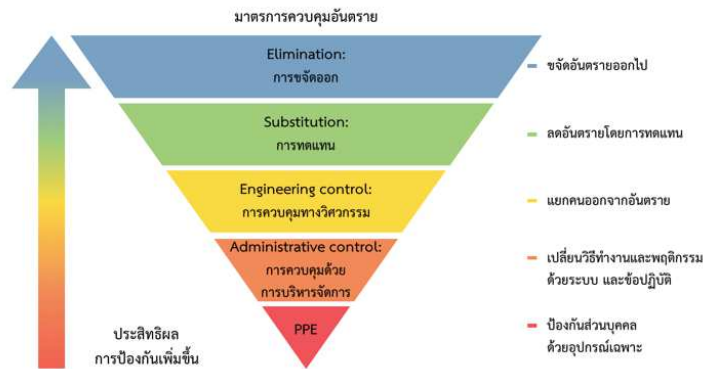 มาตรการควบคุมอันตราย
Elimination:
การขจัดออก
ขจัดอันตรายออกไป
Substitution:
การทดแทน
ลดอันตรายโดยการทดแทน
Engineering control:
การควบคุมทางวิศวกรรม
แยกคนออกจากอันตราย
Administrative control:
การควบคุมด้วย
การบริหารจัดการ
เปลี่ยนวิธีทำงานและพฤติกรรม
ด้วยระบบ และข้อปฏิบัติ
PPE
ป้องกันส่วนบุคคล
ด้วยอุปกรณ์เฉพาะ
ประสิทธิผล
การป้องกันเพิ่มขึ้น